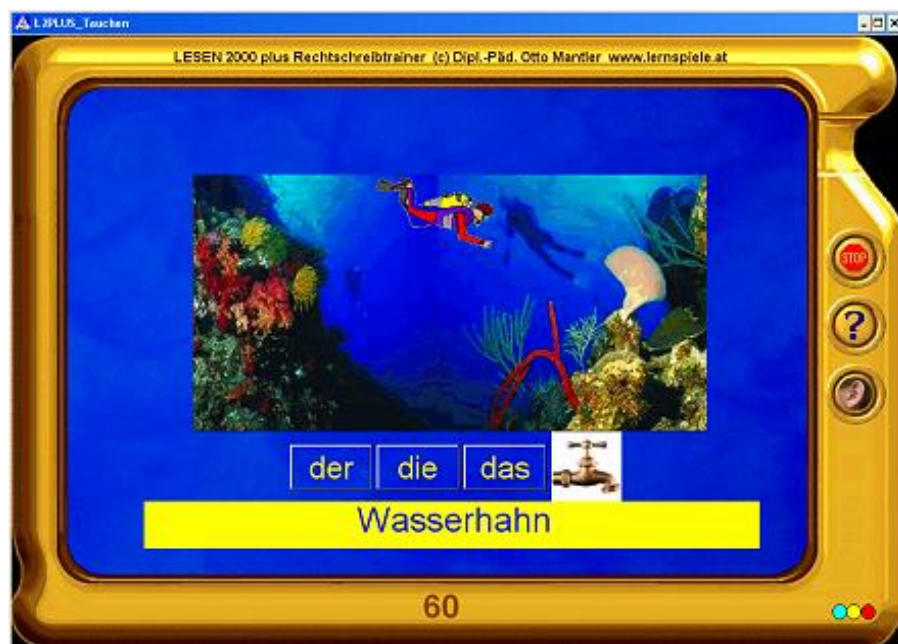 L2PLUS_Tauchen
LESEN 2000 plus Rechtschreibtrainer (c) Dipl.-Päd. Otto Mantler www.lernspiele.at
STOP
?
der die das
Wasserhahn
60